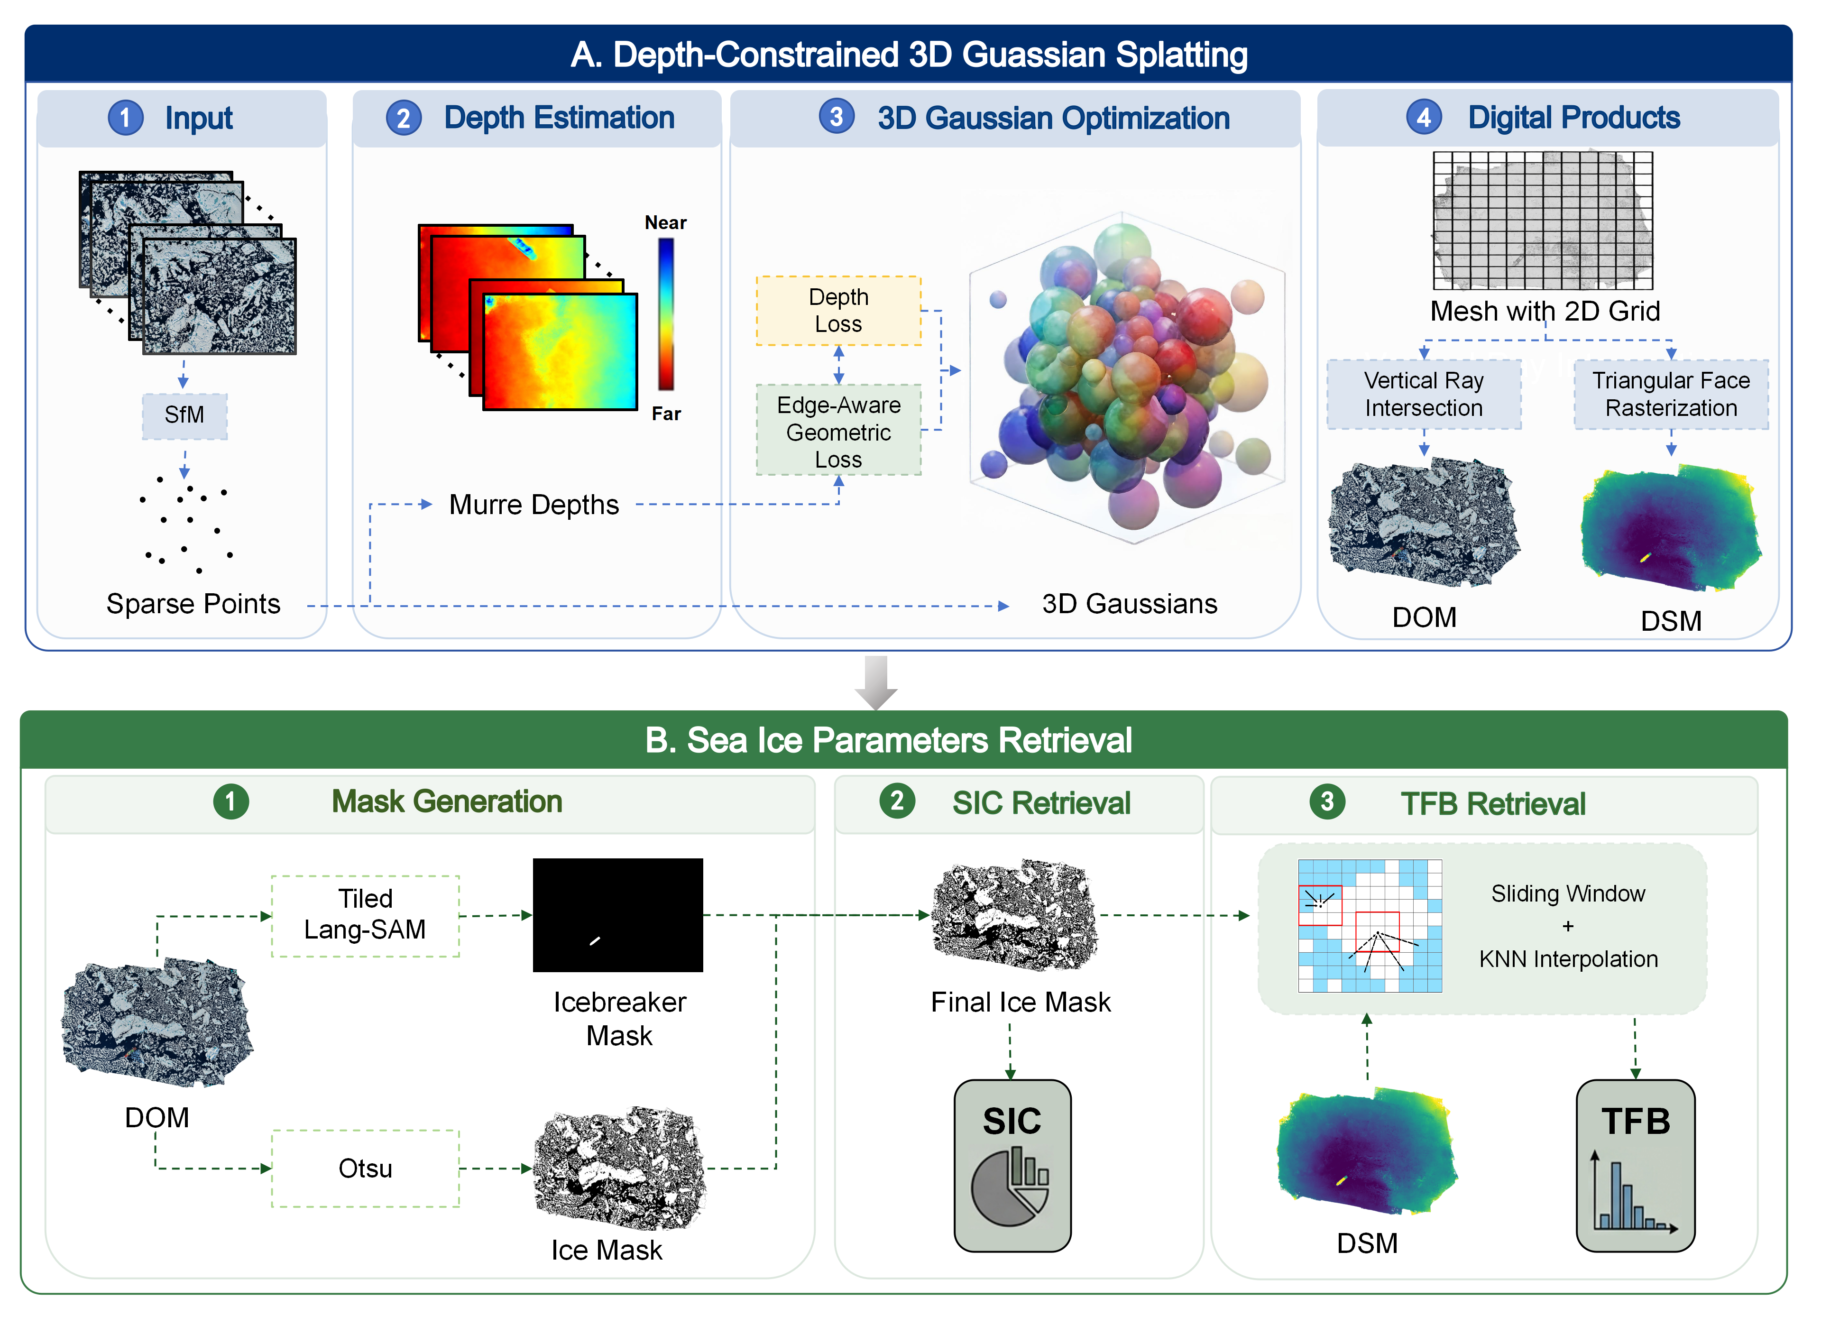 A. Depth-Constrained 3D Guassian Splatting
1 Input
SfM
Sparse Points
2 Depth Estimation
Near
Far
Murre Depths
3 3D Gaussian Optimization
Depth
Loss
Edge-Aware
Geometric
Loss
3D Gaussians
4 Digital Products
Mesh with 2D Grid
Vertical Ray
Intersection
Triangular Face
Rasterization
DOM
DSM
B. Sea Ice Parameters Retrieval
1 Mask Generation
DOM
Tiled
Lang-SAM
Icebreaker
Mask
Otsu
Ice Mask
2 SIC Retrieval
Final Ice Mask
SIC
3 TFB Retrieval
Sliding Window
+
KNN Interpolation
DSM
TFB